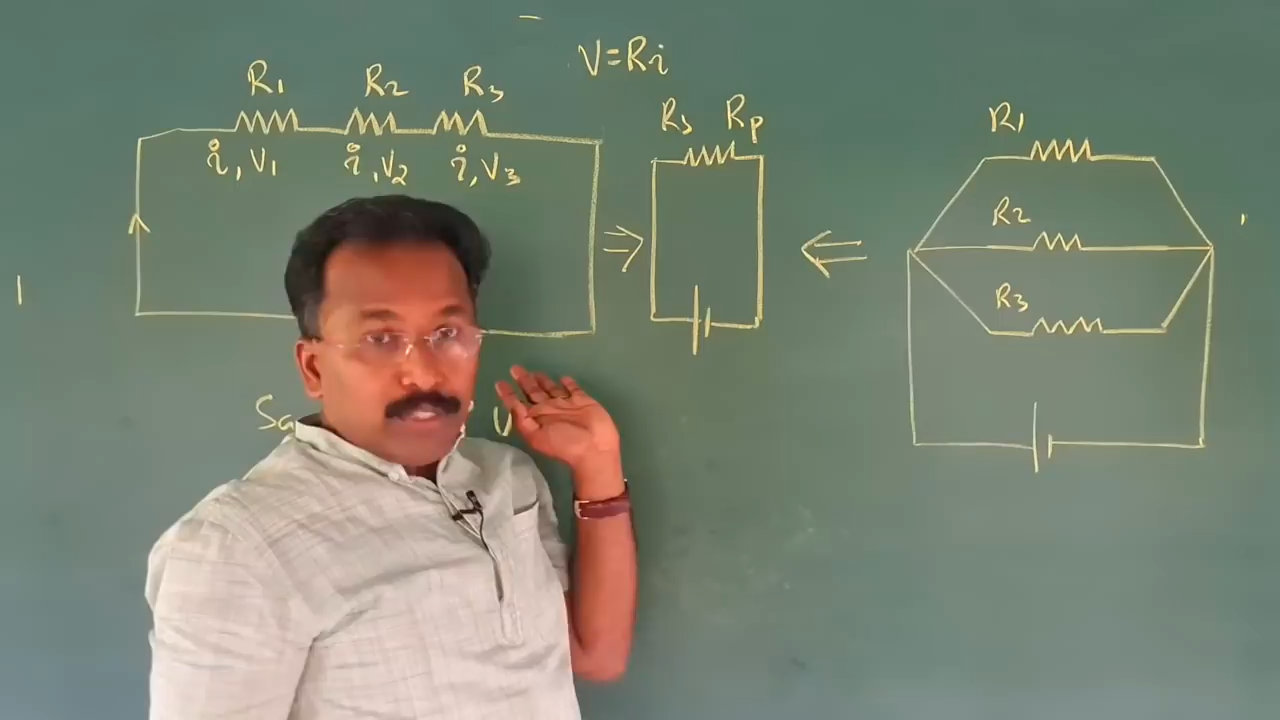 V=Ri
R1 R2 R3
i, V1 i, V2 i, V3
Rs Rp
R1
R2
R3